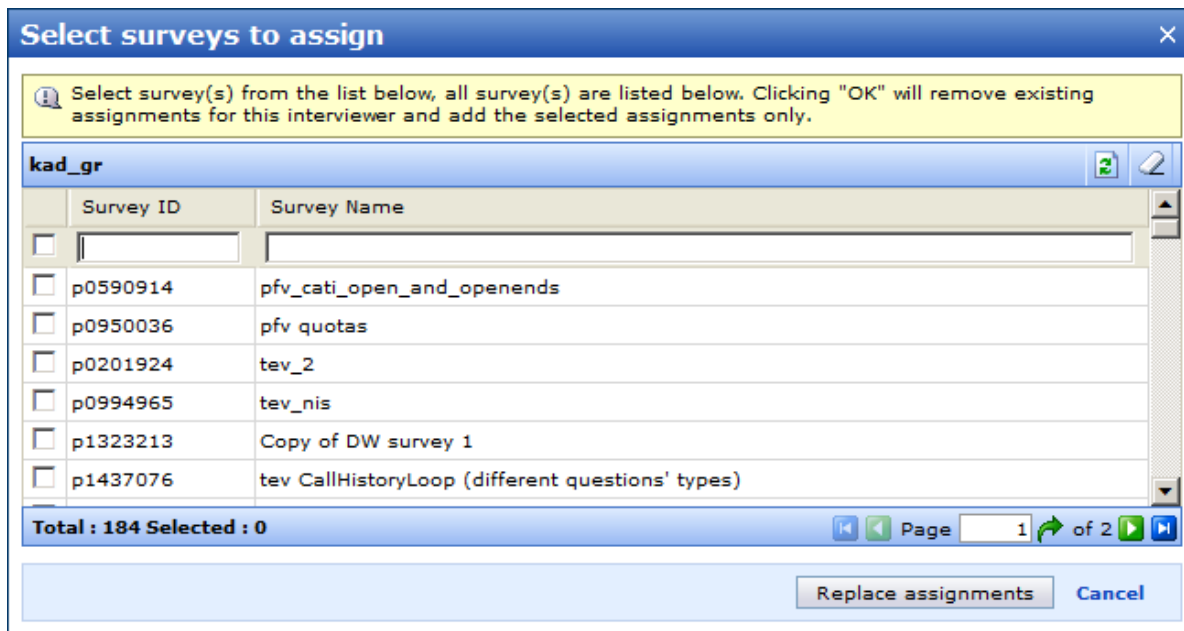 Select surveys to assign
Select survey(s) from the list below, all survey(s) are listed below. Clicking "OK" will remove existing
assignments for this interviewer and add the selected assignments only.
kad_gr
Survey ID Survey Name
p0590914 pfv_cati_open_and_openends
p0950036 pfv quotas
p0201924 tev_2
p0994965 tev_nis
p1323213 Copy of DW survey 1
p1437076 tev CallHistoryLoop (different questions' types)
Total : 184 Selected : 0 Page 1 of 2
Replace assignments Cancel